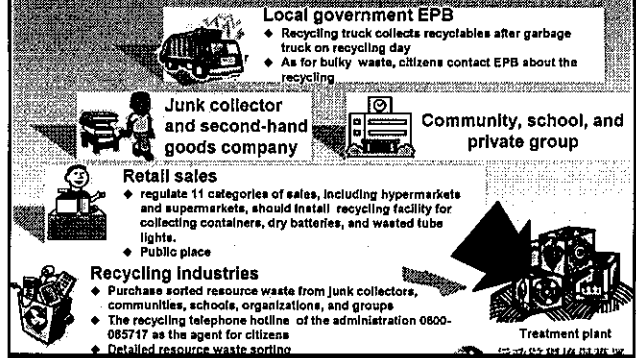 Local government EPB
◆ Recycling truck collects recyclables after garbage
truck on recycling day
◆ As for bulky waste, citizens contact EPB about the
recycling
Junk collector
and second-hand
goods company
Community, school, and
private group
Retail sales
◆ regulate 11 categories of sales, including hypermarkets
and supermarkets, should install recycling facility for
collecting containers, dry batteries, and wasted tube
lights.
◆ Public place
Recycling industries
◆ Purchase sorted resource waste from junk collectors,
communities, schools, organizations, and groups
◆ The recycling telephone hotline of the administration 0800-
085717 as the agent for citizens
◆ Detailed resource waste sorting
Treatment plant